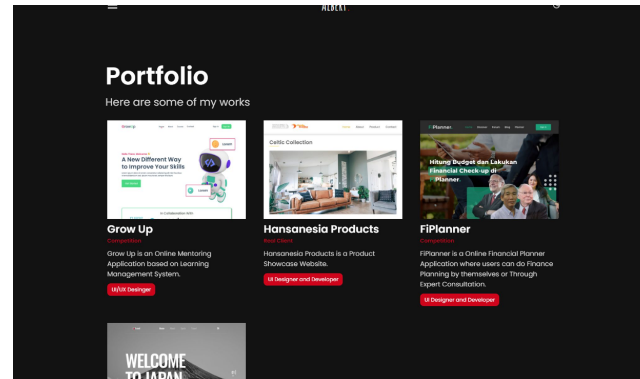 ALBERT
Portfolio
Here are some of my works
A New Different Way
to Improve Your Skills
Celtic Collection
FiPlanner
Hitung Budget dan Lakukan
Financial Check-up di
Planner
Grow Up
Competition
Grow Up is an Online Mentoring
Application based on Learning
Management System.
UI/UX Desinger
Hansanesia Products
Real Client
Hansanesia Products is a Product
Showcase Website.
UI Designer and Developer
FiPlanner
Competition
FiPlanner is a Online Financial Planner
Application where users can do Finance
Planning by themselves or Through
Expert Consultation.
UI Designer and Developer
WELCOME
TO JAPAN